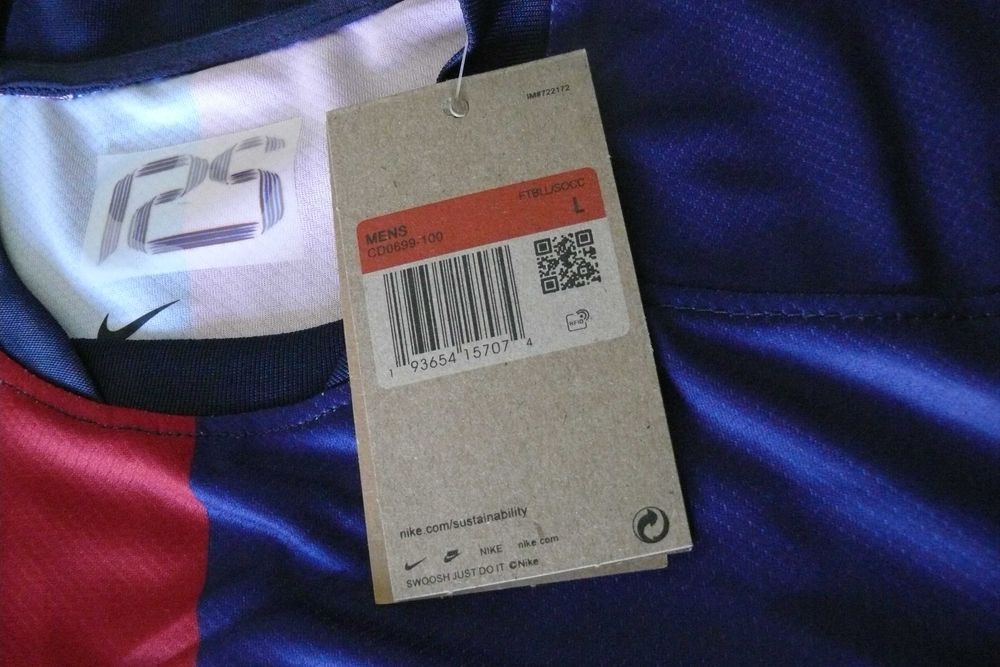 IM#722172
FTBLL/SOCC
L
MENS
CD0699-100
1 93654 15707 4
RFID
nike.com/sustainability
NIKE nike.com
SWOOSH JUST DO IT ©Nike